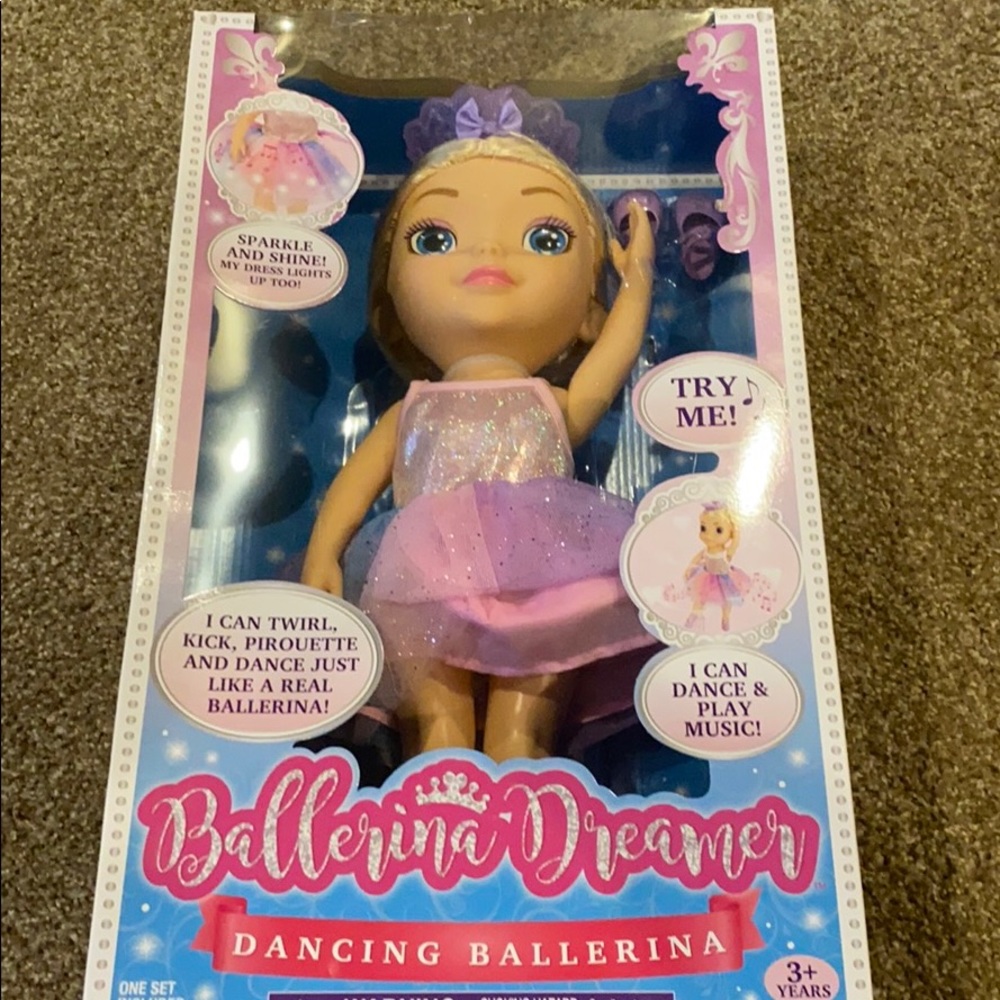 SPARKLE
AND SHINE!
MY DRESS LIGHTS
UP TOO!
TRY
ME!
I CAN TWIRL,
KICK, PIROUETTE
AND DANCE JUST
LIKE A REAL
BALLERINA!
I CAN
DANCE &
PLAY
MUSIC!
Ballerina Dreamer
DANCING BALLERINA
3+
YEARS
ONE SET